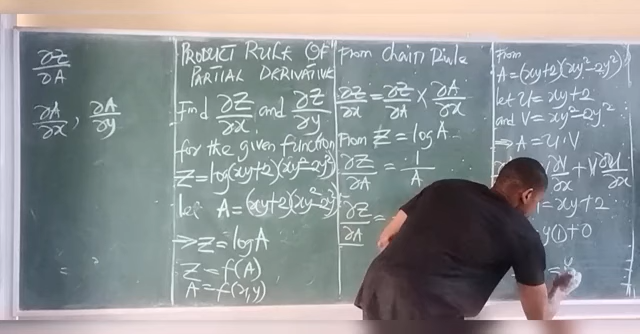 ∂Z
∂A
∂A/∂x , ∂A/∂y
PRODUCT RULE OF
PARTIAL DERIVATIVE
Find ∂Z/∂x and ∂Z/∂y
for the given function
Z=log(xy+2)(xy²-2y²)
let A=(xy+2)(xy²-2y²)
⇒Z=logA
Z=f(A)
A=f(x,y)
From Chain Rule
∂Z/∂x=∂Z/∂A × ∂A/∂x
From Z=logA
∂Z/∂A = 1/A
∂Z/∂A =
From
A=(xy+2)(xy²-2y²)
let U=xy+2
and V=xy²-2y²
⇒A=U·V
∂V/∂x + V∂U/∂x
=xy+2
y(1)+0
=y